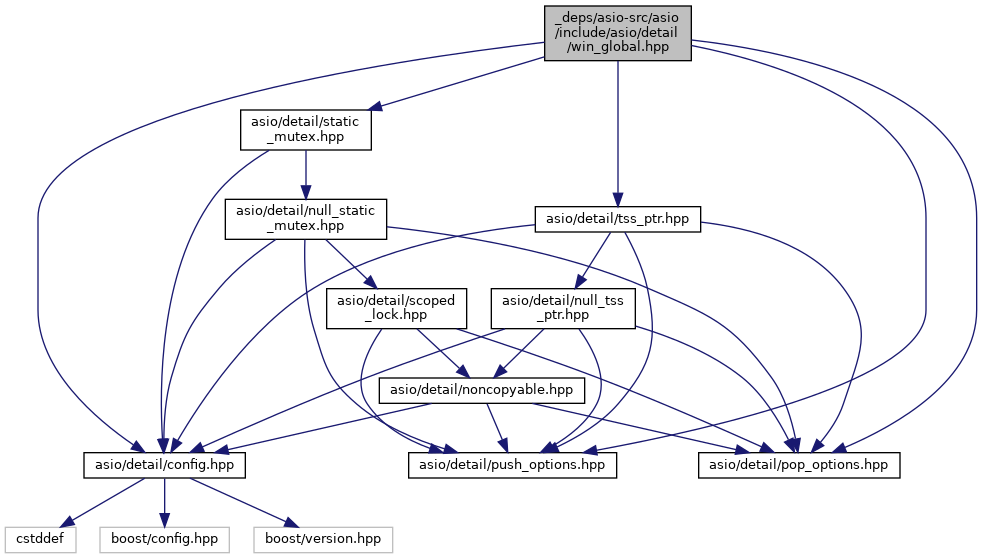 _deps/asio-src/asio
/include/asio/detail
/win_global.hpp
asio/detail/static
_mutex.hpp
asio/detail/null_static
_mutex.hpp
asio/detail/tss_ptr.hpp
asio/detail/scoped
_lock.hpp
asio/detail/null_tss
_ptr.hpp
asio/detail/noncopyable.hpp
asio/detail/config.hpp
asio/detail/push_options.hpp
asio/detail/pop_options.hpp
cstddef
boost/config.hpp
boost/version.hpp